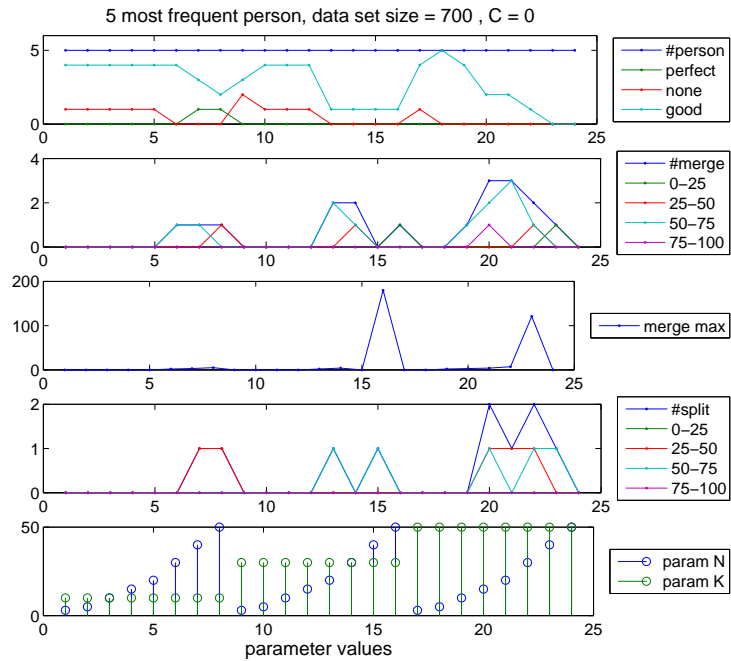 5 most frequent person, data set size = 700 , C = 0
5
0
0 5 10 15 20 25
#person
perfect
none
good
4
2
0
0 5 10 15 20 25
#merge
0-25
25-50
50-75
75-100
200
100
0
0 5 10 15 20 25
merge max
2
1
0
0 5 10 15 20 25
#split
0-25
25-50
50-75
75-100
50
0
0 5 10 15 20 25
param N
param K
parameter values